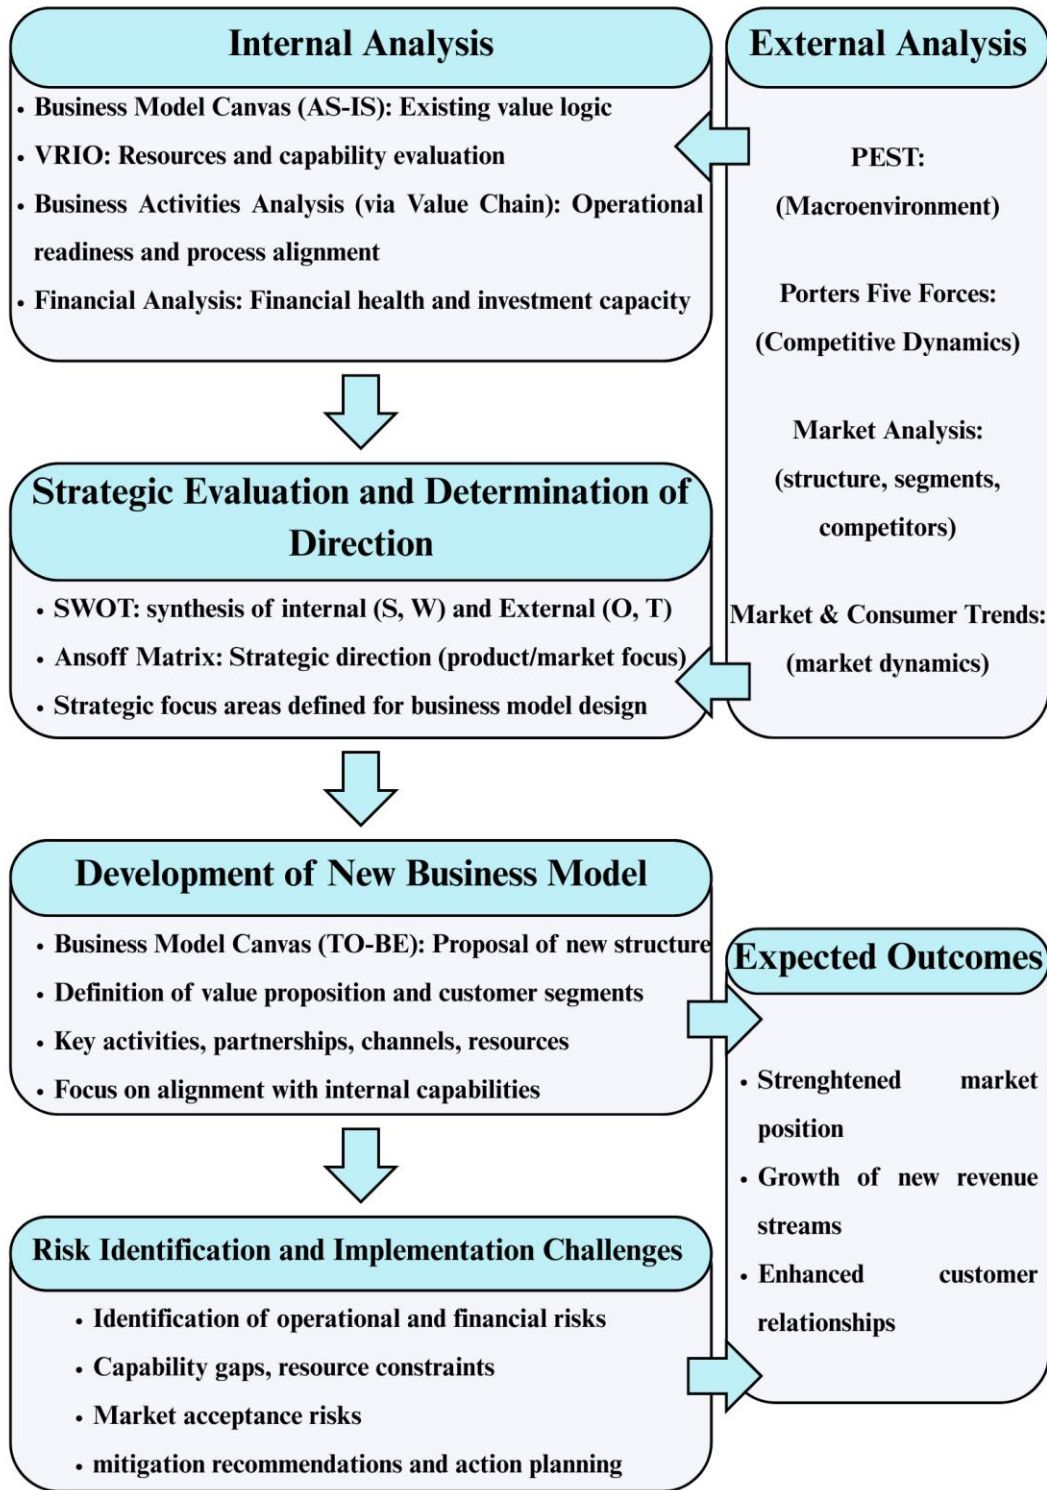 Internal Analysis
• Business Model Canvas (AS-IS): Existing value logic
• VRIO: Resources and capability evaluation
• Business Activities Analysis (via Value Chain): Operational
readiness and process alignment
• Financial Analysis: Financial health and investment capacity
External Analysis
PEST:
(Macroenvironment)
Porters Five Forces:
(Competitive Dynamics)
Market Analysis:
(structure, segments,
competitors)
Market & Consumer Trends:
(market dynamics)
Strategic Evaluation and Determination of
Direction
• SWOT: synthesis of internal (S, W) and External (O, T)
• Ansoff Matrix: Strategic direction (product/market focus)
• Strategic focus areas defined for business model design
Development of New Business Model
• Business Model Canvas (TO-BE): Proposal of new structure
• Definition of value proposition and customer segments
• Key activities, partnerships, channels, resources
• Focus on alignment with internal capabilities
Expected Outcomes
• Strenghtened market
position
• Growth of new revenue
streams
• Enhanced customer
relationships
Risk Identification and Implementation Challenges
• Identification of operational and financial risks
• Capability gaps, resource constraints
• Market acceptance risks
• mitigation recommendations and action planning